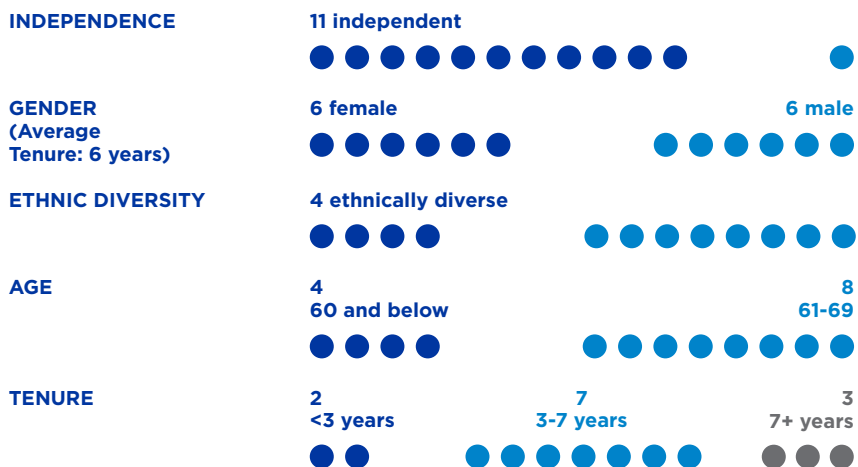 INDEPENDENCE
11 independent
GENDER
(Average
Tenure: 6 years)
6 female
6 male
ETHNIC DIVERSITY
4 ethnically diverse
AGE
4
60 and below
8
61-69
TENURE
2
<3 years
7
3-7 years
3
7+ years